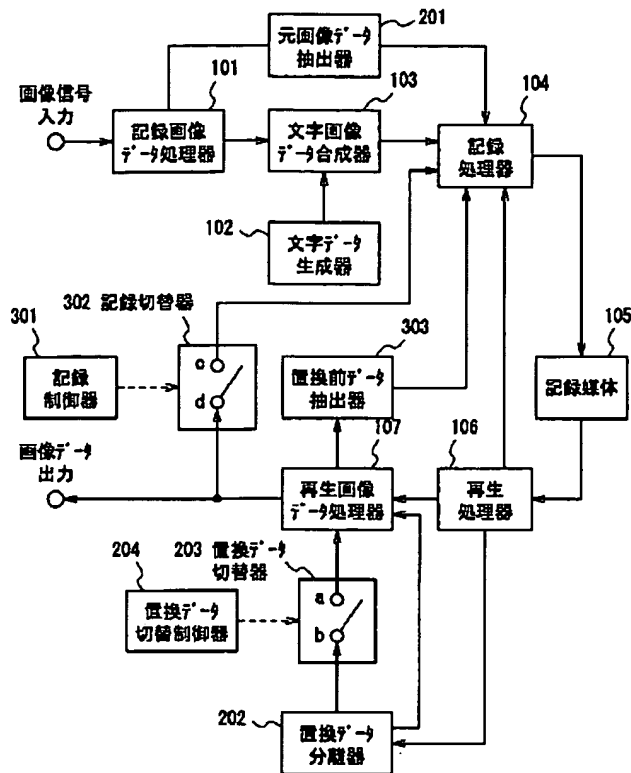 201
元画像データ
抽出器
画像信号
入力
101
記録画像
データ処理器
103
文字画像
データ合成器
104
記録
処理器
102
文字データ
生成器
302 記録切替器
301
記録
制御器
c
d
303
置換前データ
抽出器
105
記録媒体
画像データ
出力
107
再生画像
データ処理器
106
再生
処理器
204
置換データ
切替制御器
203 置換データ
切替器
a
b
202
置換データ
分離器